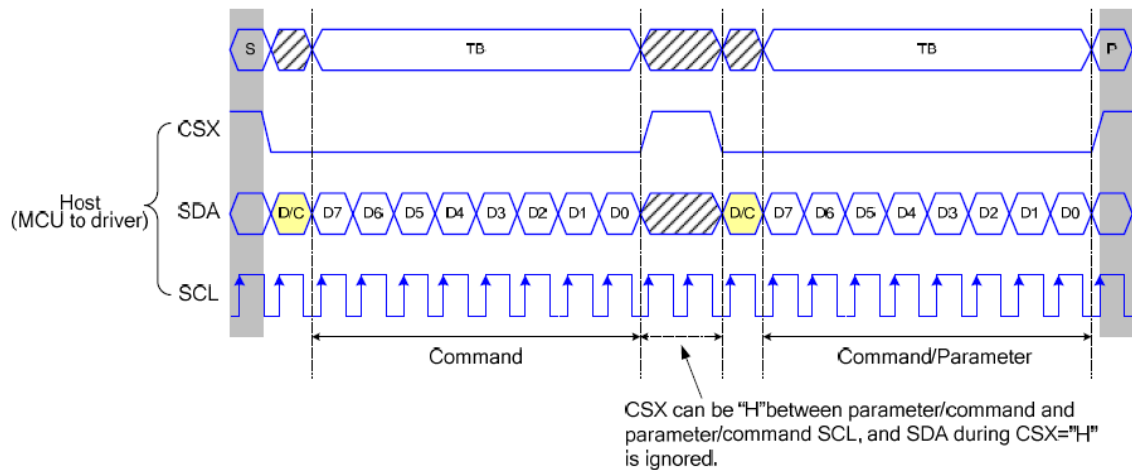 S TB TB P
CSX
Host
(MCU to driver)
SDA D/C D7 D6 D5 D4 D3 D2 D1 D0 D/C D7 D6 D5 D4 D3 D2 D1 D0
SCL
Command Command/Parameter
CSX can be “H”between parameter/command and
parameter/command SCL, and SDA during CSX=”H”
is ignored.